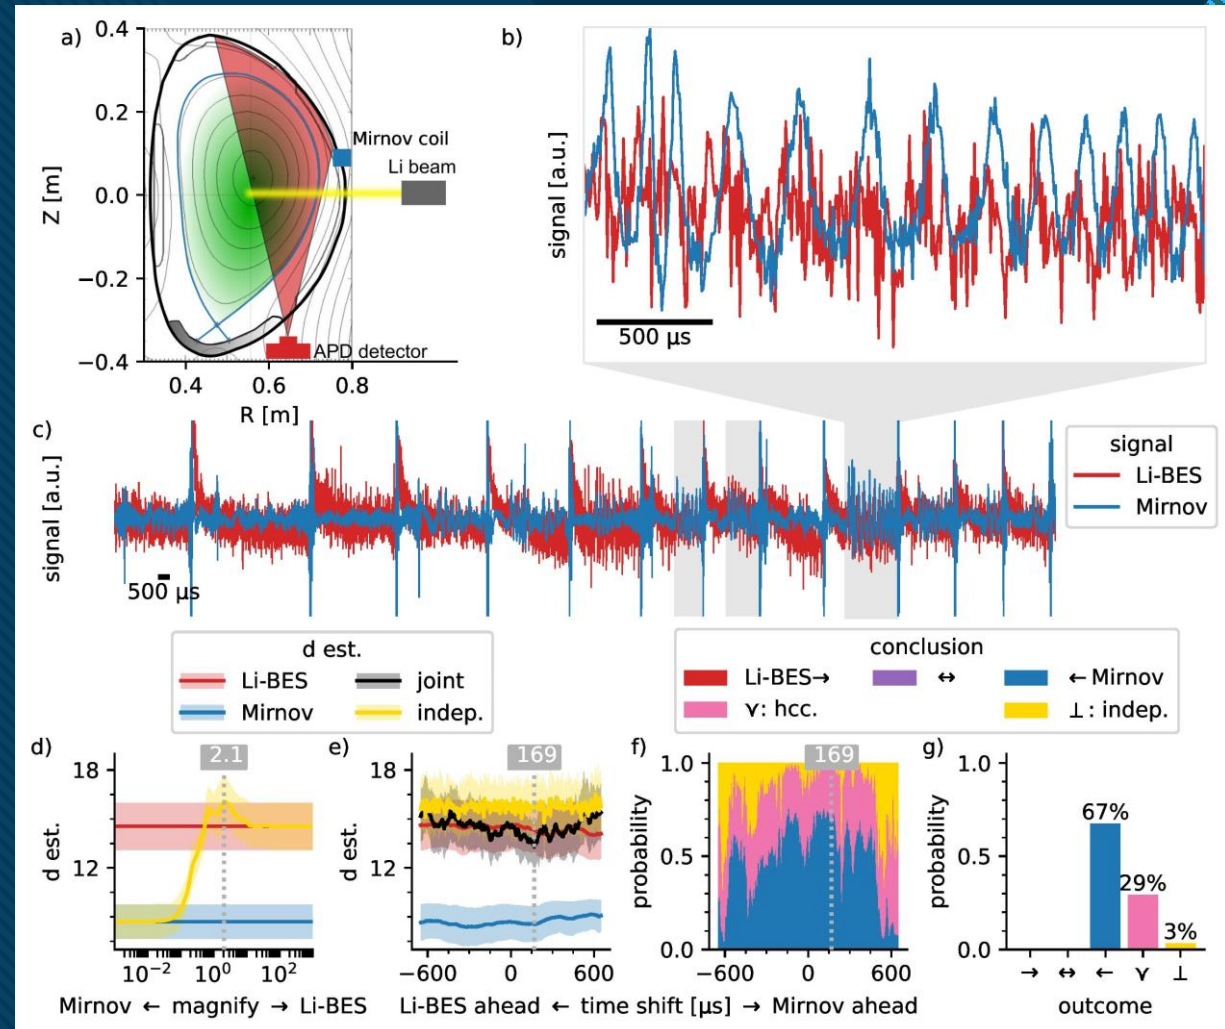 a)
0.4
0.2
0.0
−0.2
−0.4
Z [m]
0.4 0.6 0.8
R [m]
Mirnov coil
Li beam
APD detector
b)
signal [a.u.]
500 μs
c)
signal [a.u.]
500 μs
signal
Li-BES
Mirnov
d est.
Li-BES joint
Mirnov indep.
conclusion
Li-BES→ ↔ ←Mirnov
⋎: hcc. ⊥: indep.
d)
2.1
18
12
d est.
10⁻² 10⁰ 10²
Mirnov ← magnify → Li-BES
e)
169
18
12
d est.
−600 0 600
f)
169
1.0
0.5
0.0
probability
−600 0 600
Li-BES ahead ← time shift [μs] → Mirnov ahead
g)
1.0
0.5
0.0
probability
67%
29%
3%
→ ↔ ← ⋎ ⊥
outcome